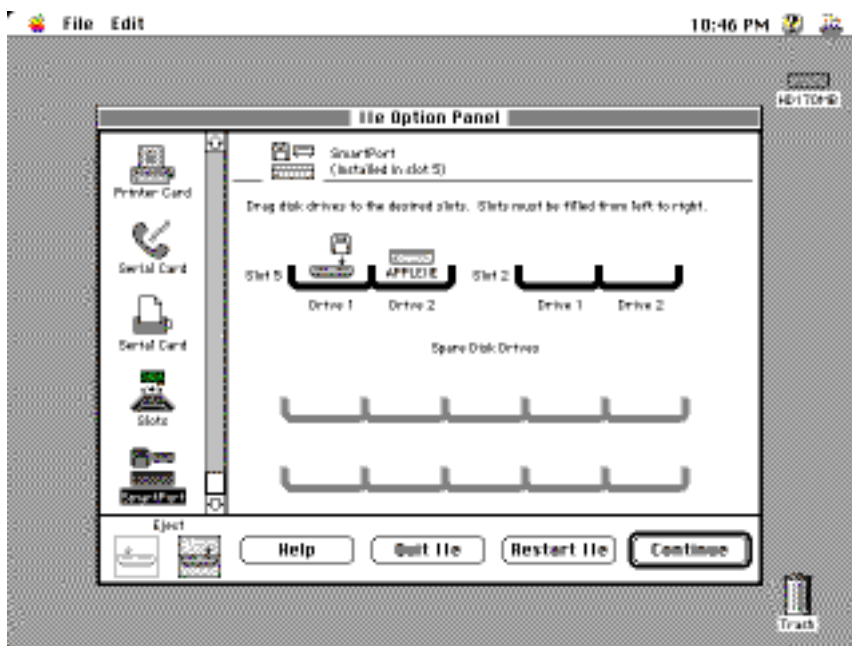 File Edit 10:46 PM
HD170MB
IIe Option Panel
SmartPort
(Installed in slot 5)
Printer Card
Drag disk drives to the desired slots. Slots must be filled from left to right.
Serial Card
Slot 5 APPLEIIE Slot 2
Drive 1 Drive 2 Drive 1 Drive 2
Serial Card
Spare Disk Drives
Slots
SmartPort
Eject
Help Quit IIe Restart IIe Continue
Trash